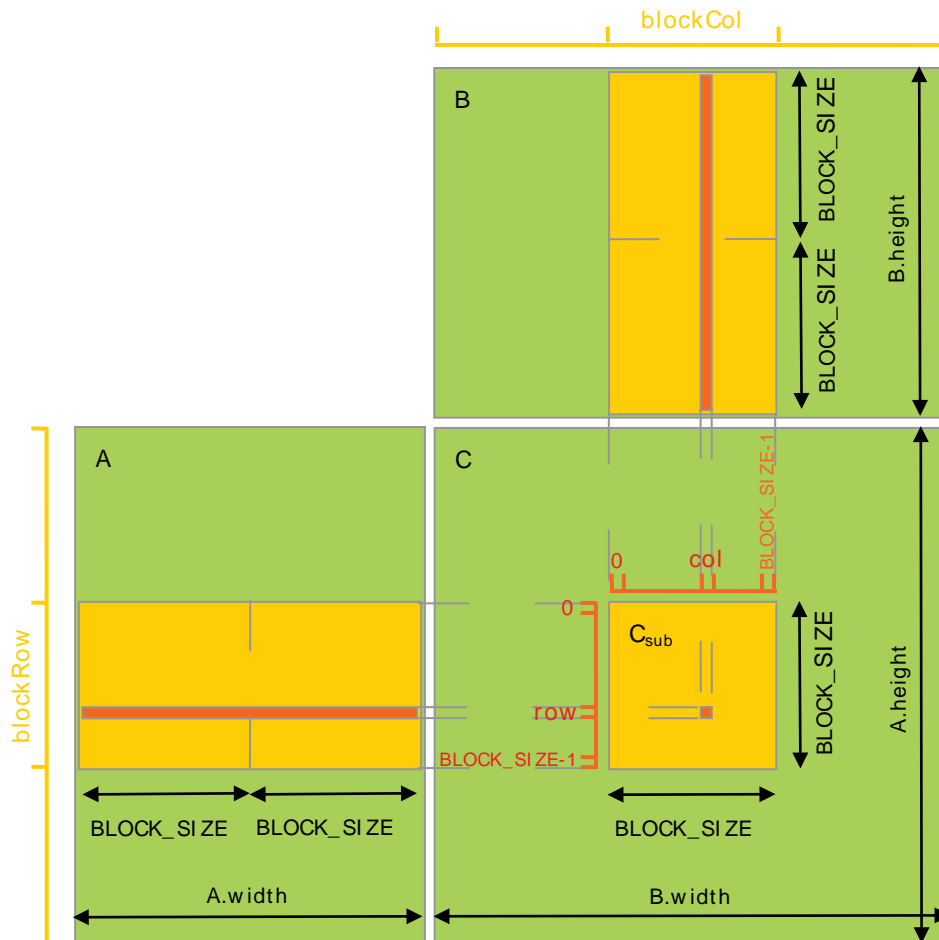 blockCol
B
BLOCK_SIZE
BLOCK_SIZE
B.height
A
C
BLOCK_SIZE-1
0
col
blockRow
0
C_sub
row
BLOCK_SIZE-1
BLOCK_SIZE
A.height
BLOCK_SIZE
BLOCK_SIZE
BLOCK_SIZE
A.width
B.width